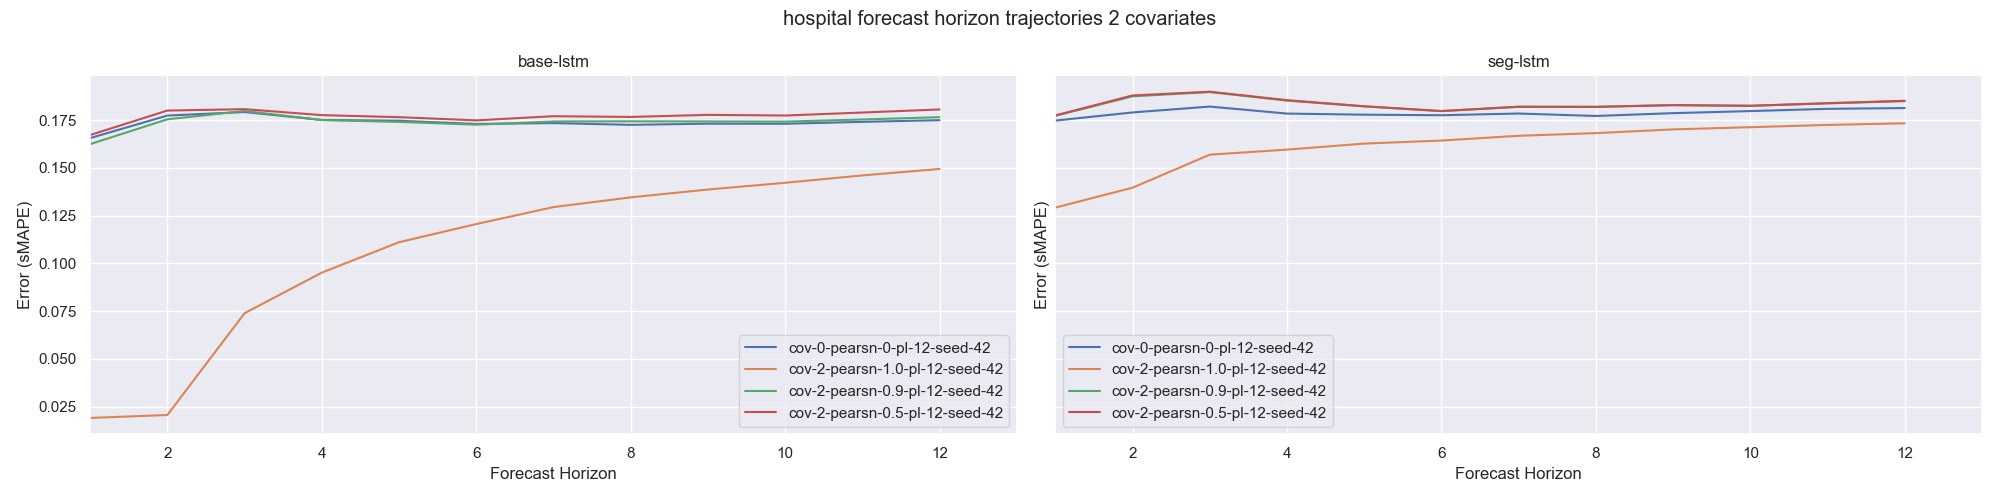 hospital forecast horizon trajectories 2 covariates
base-lstm
Error (sMAPE)
0.175
0.150
0.125
0.100
0.075
0.050
0.025
2 4 6 8 10 12
Forecast Horizon
cov-0-pearsn-0-pl-12-seed-42
cov-2-pearsn-1.0-pl-12-seed-42
cov-2-pearsn-0.9-pl-12-seed-42
cov-2-pearsn-0.5-pl-12-seed-42
seg-lstm
Error (sMAPE)
2 4 6 8 10 12
Forecast Horizon
cov-0-pearsn-0-pl-12-seed-42
cov-2-pearsn-1.0-pl-12-seed-42
cov-2-pearsn-0.9-pl-12-seed-42
cov-2-pearsn-0.5-pl-12-seed-42